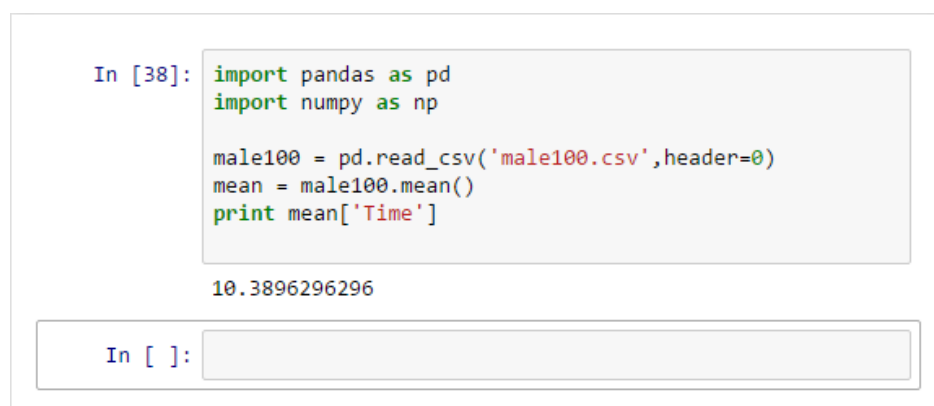 In [38]: import pandas as pd
import numpy as np
male100 = pd.read_csv('male100.csv',header=0)
mean = male100.mean()
print mean['Time']
10.3896296296
In [ ]: